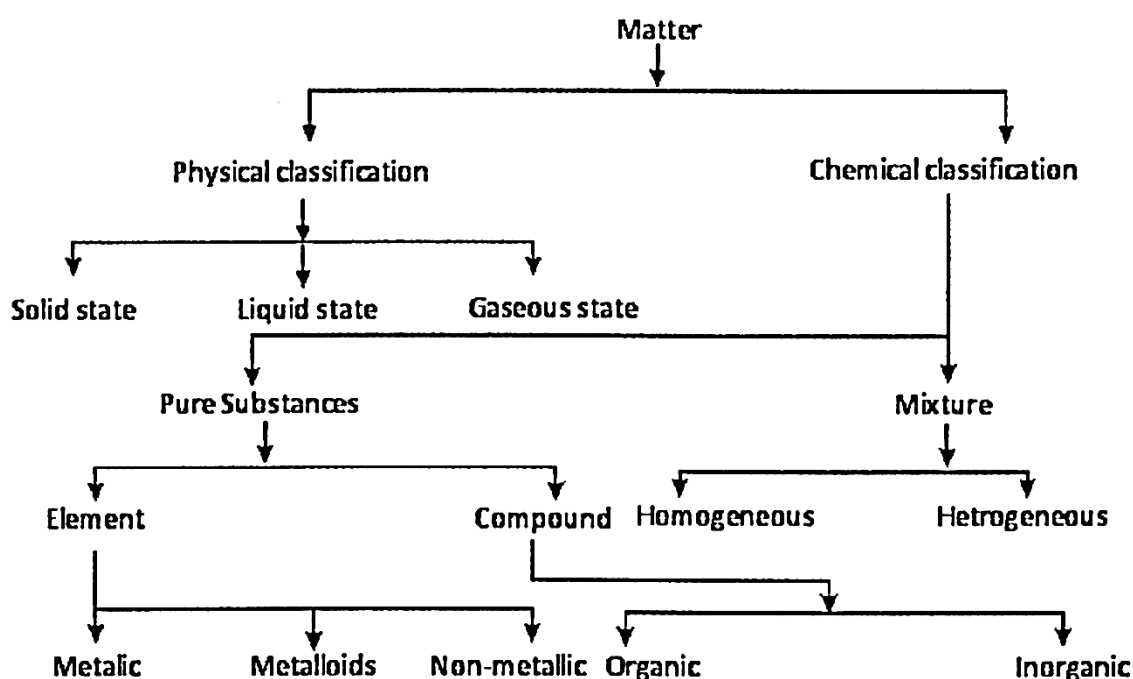 Matter
Physical classification
Chemical classification
Solid state
Liquid state
Gaseous state
Pure Substances
Mixture
Element
Compound
Homogeneous
Hetrogeneous
Metalic
Metalloids
Non-metallic
Organic
Inorganic